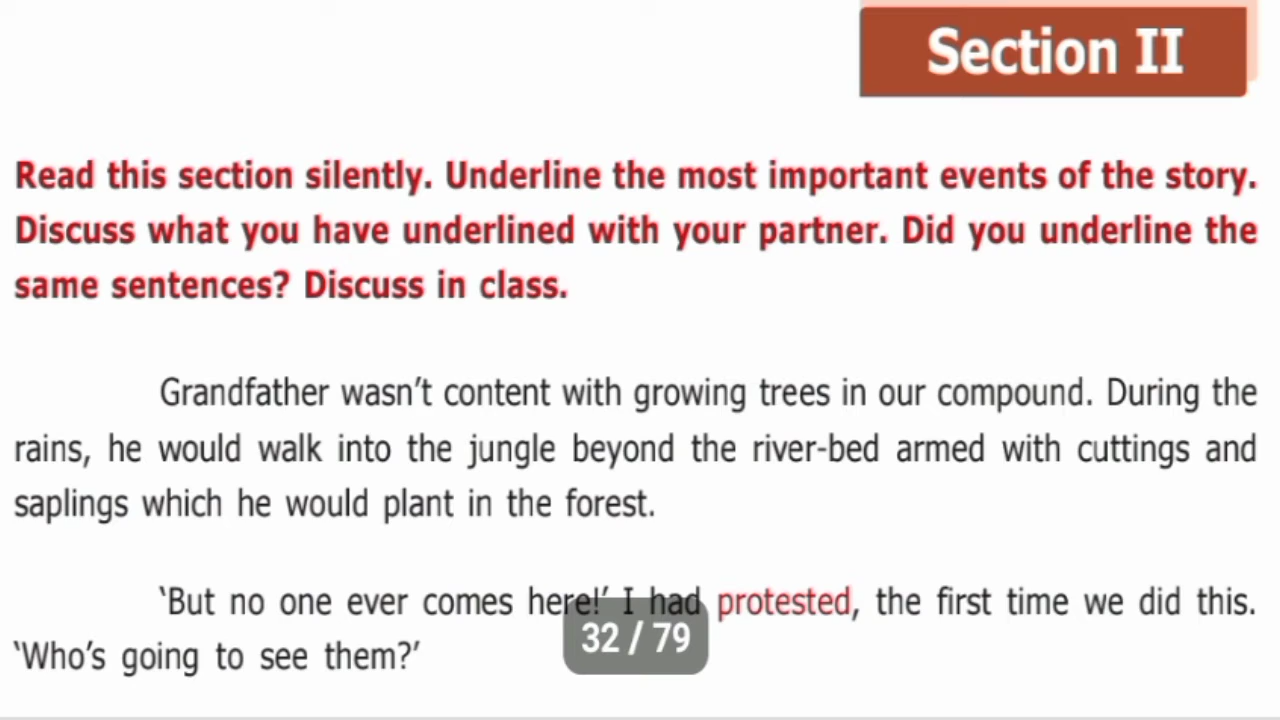 Section II
Read this section silently. Underline the most important events of the story.
Discuss what you have underlined with your partner. Did you underline the
same sentences? Discuss in class.
Grandfather wasn’t content with growing trees in our compound. During the
rains, he would walk into the jungle beyond the river-bed armed with cuttings and
saplings which he would plant in the forest.
‘But no one ever comes here!’ I had protested, the first time we did this.
‘Who’s going to see them?’
32 / 79